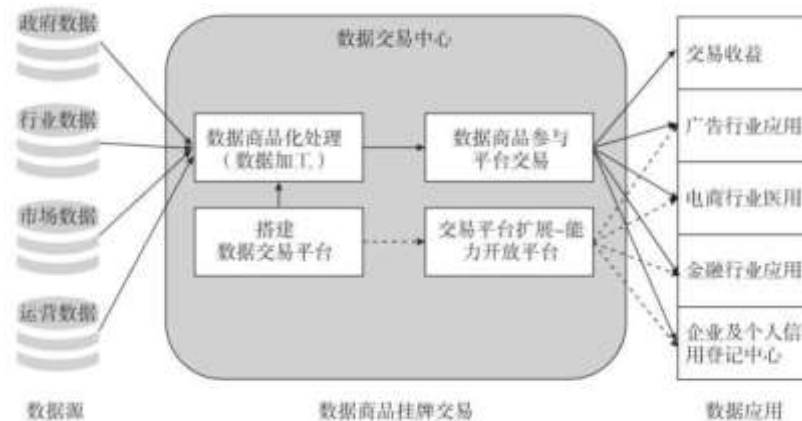 政府数据
行业数据
市场数据
运营数据
数据源
数据交易中心
数据商品化处理
（数据加工）
数据商品参与
平台交易
搭建
数据交易平台
交易平台扩展-能
力开放平台
数据商品挂牌交易
交易收益
广告行业应用
电商行业医用
金融行业应用
企业及个人信
用登记中心
数据应用